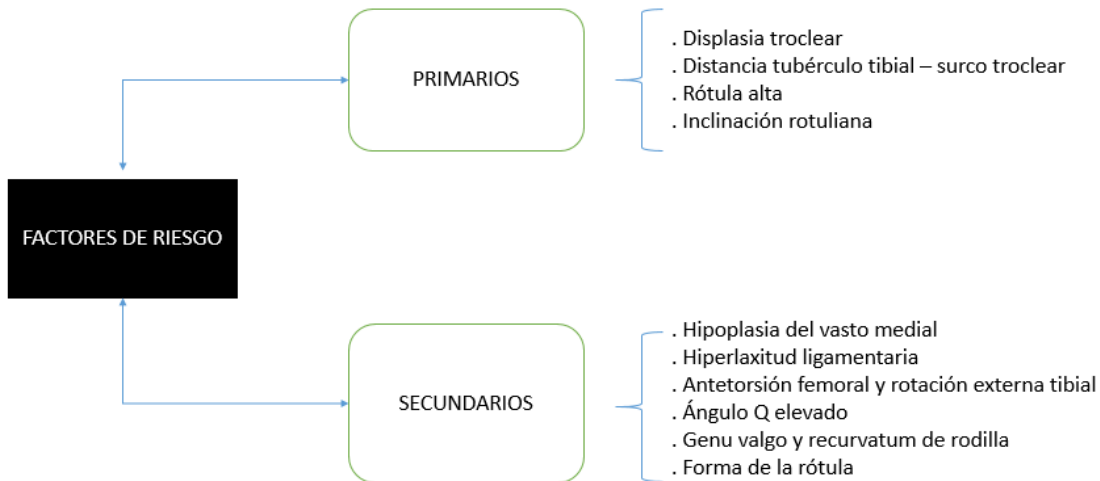 FACTORES DE RIESGO
PRIMARIOS
. Displasia troclear
. Distancia tubérculo tibial – surco troclear
. Rótula alta
. Inclinación rotuliana
SECUNDARIOS
. Hipoplasia del vasto medial
. Hiperlaxitud ligamentaria
. Antetorsión femoral y rotación externa tibial
. Ángulo Q elevado
. Genu valgo y recurvatum de rodilla
. Forma de la rótula